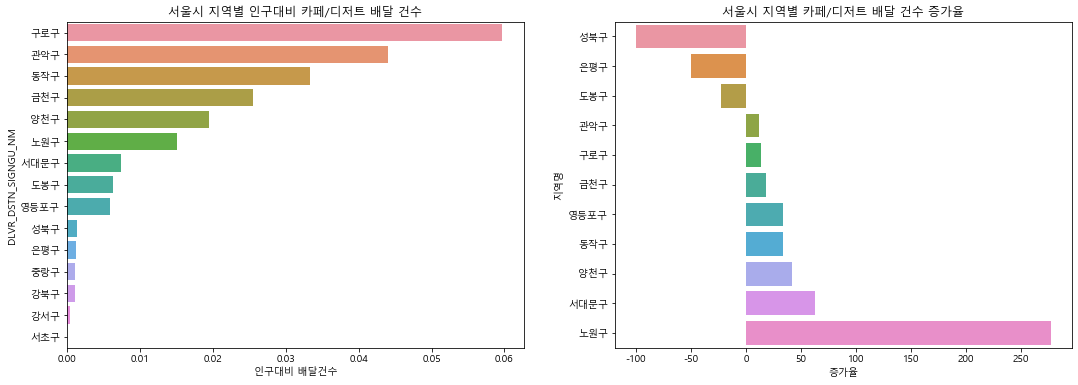 서울시 지역별 인구대비 카페/디저트 배달 건수
DLVR_DSTN_SIGNGU_NM
구로구
관악구
동작구
금천구
양천구
노원구
서대문구
도봉구
영등포구
성북구
은평구
중랑구
강북구
강서구
서초구
0.00 0.01 0.02 0.03 0.04 0.05 0.06
인구대비 배달건수
서울시 지역별 카페/디저트 배달 건수 증가율
지역명
성북구
은평구
도봉구
관악구
구로구
금천구
영등포구
동작구
양천구
서대문구
노원구
-100 -50 0 50 100 150 200 250
증가율